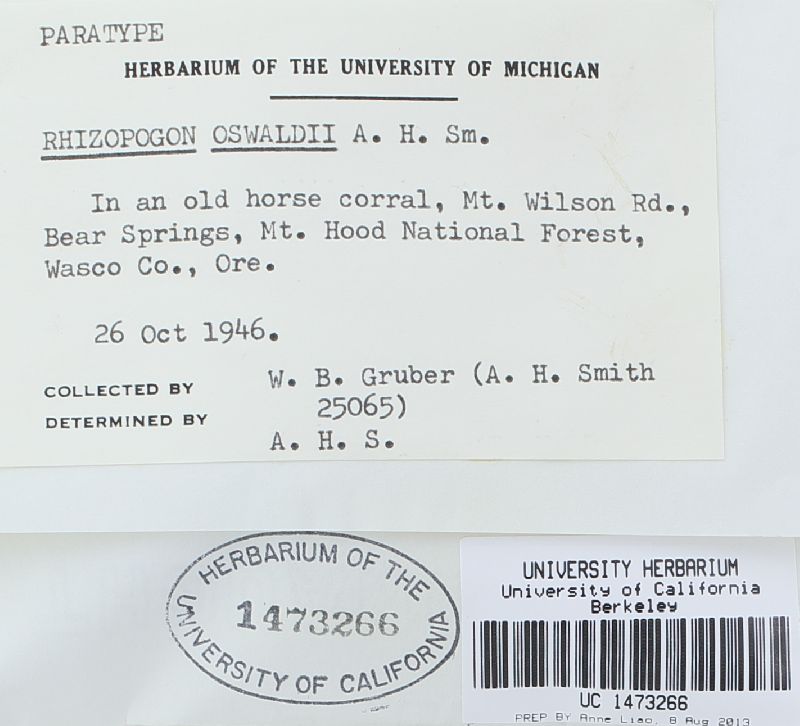 PARATYPE
HERBARIUM OF THE UNIVERSITY OF MICHIGAN
RHIZOPOGON OSWALDII A. H. Sm.
In an old horse corral, Mt. Wilson Rd.,
Bear Springs, Mt. Hood National Forest,
Wasco Co., Ore.
26 Oct 1946.
COLLECTED BY W. B. Gruber (A. H. Smith
25065)
DETERMINED BY A. H. S.
HERBARIUM OF THE
1473266
UNIVERSITY OF CALIFORNIA
UNIVERSITY HERBARIUM
University of California
Berkeley
UC 1473266
PREP BY Anne Liao, 8 Aug 2013